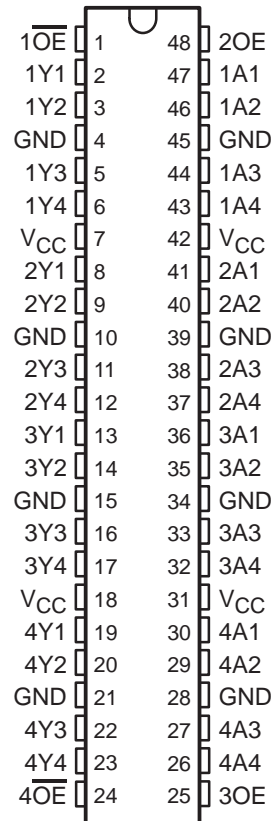 1O̅E̅ 1 48 2OE
1Y1 2 47 1A1
1Y2 3 46 1A2
GND 4 45 GND
1Y3 5 44 1A3
1Y4 6 43 1A4
VCC 7 42 VCC
2Y1 8 41 2A1
2Y2 9 40 2A2
GND 10 39 GND
2Y3 11 38 2A3
2Y4 12 37 2A4
3Y1 13 36 3A1
3Y2 14 35 3A2
GND 15 34 GND
3Y3 16 33 3A3
3Y4 17 32 3A4
VCC 18 31 VCC
4Y1 19 30 4A1
4Y2 20 29 4A2
GND 21 28 GND
4Y3 22 27 4A3
4Y4 23 26 4A4
4O̅E̅ 24 25 3OE